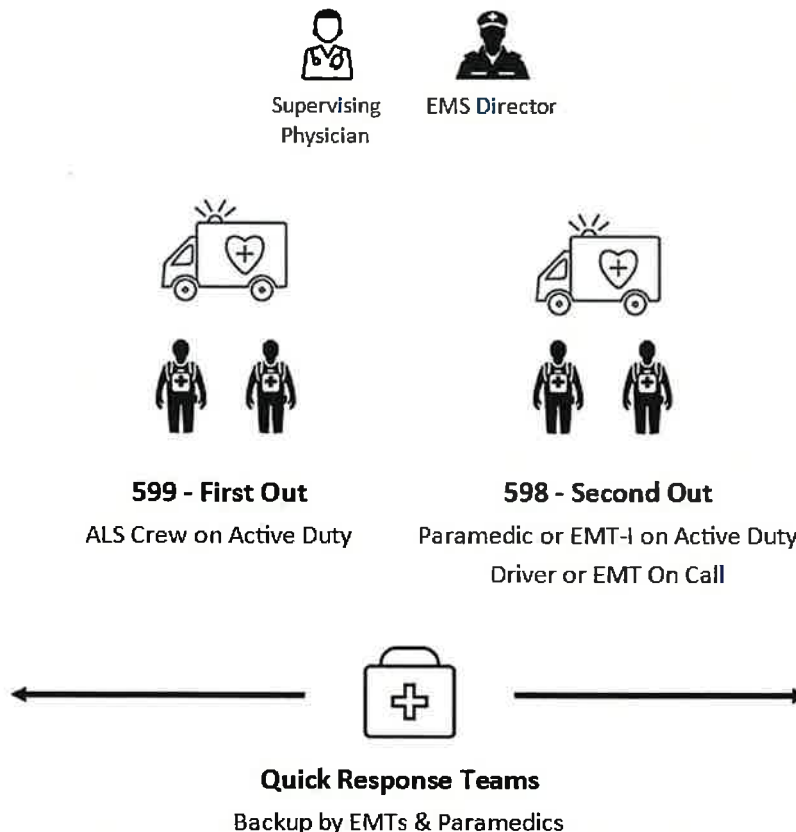 Supervising
Physician
EMS Director
599 - First Out
ALS Crew on Active Duty
598 - Second Out
Paramedic or EMT-I on Active Duty
Driver or EMT On Call
Quick Response Teams
Backup by EMTs & Paramedics